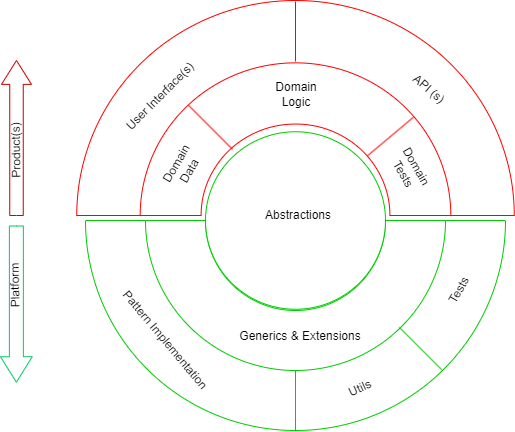 User Interface(s)
API (s)
Domain
Logic
Domain
Data
Domain
Tests
Product(s)
Abstractions
Platform
Pattern Implementation
Generics & Extensions
Tests
Utils